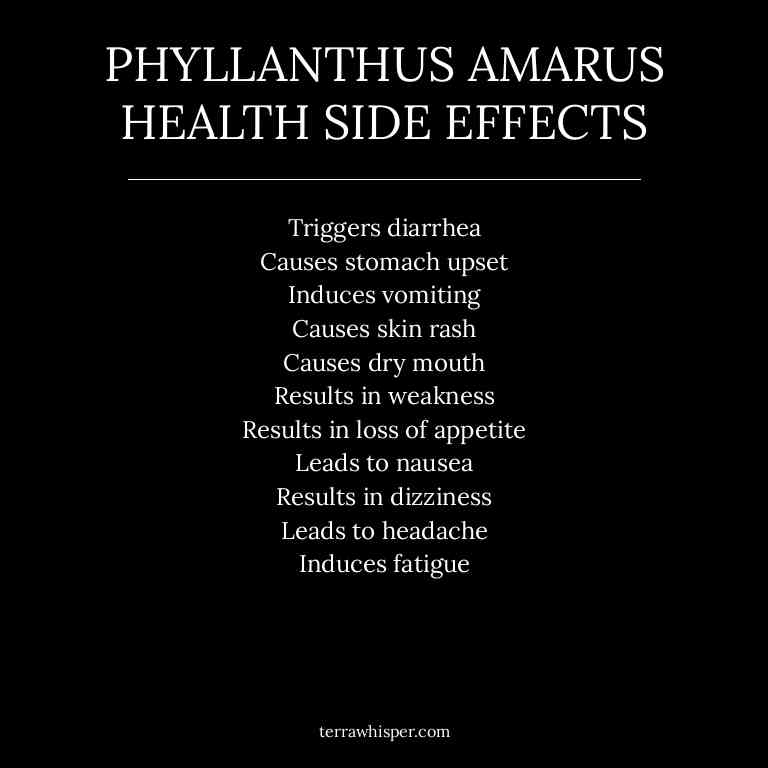 PHYLLANTHUS AMARUS
HEALTH SIDE EFFECTS
Triggers diarrhea
Causes stomach upset
Induces vomiting
Causes skin rash
Causes dry mouth
Results in weakness
Results in loss of appetite
Leads to nausea
Results in dizziness
Leads to headache
Induces fatigue
terrawhisper.com